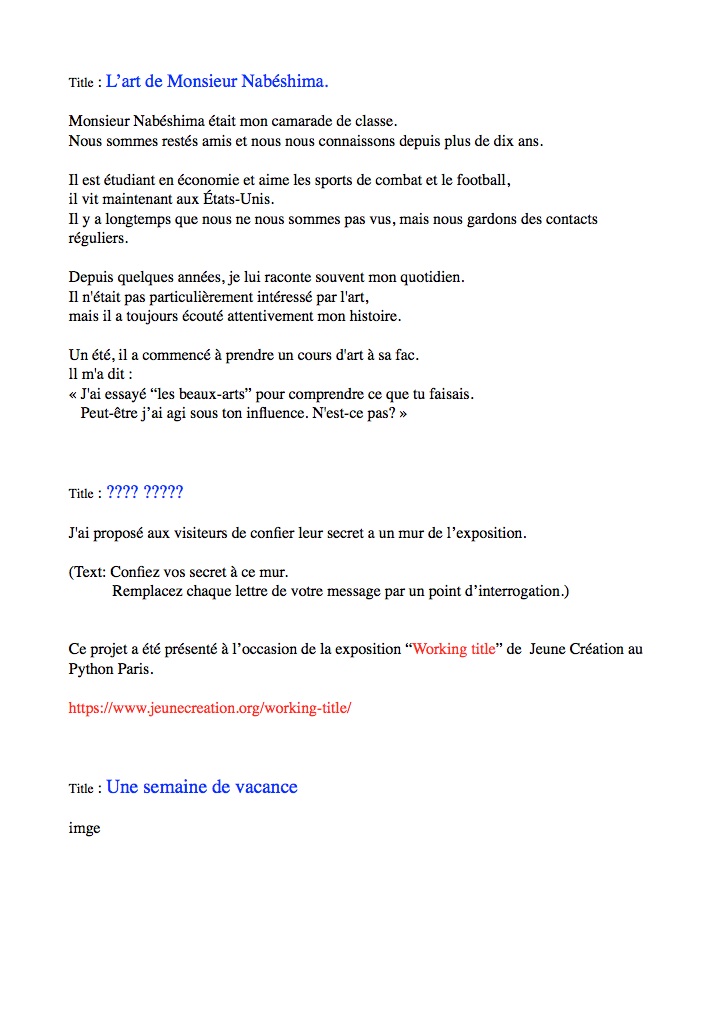 Title : L’art de Monsieur Nabéshima.
Monsieur Nabéshima était mon camarade de classe.
Nous sommes restés amis et nous nous connaissons depuis plus de dix ans.
Il est étudiant en économie et aime les sports de combat et le football,
il vit maintenant aux États-Unis.
Il y a longtemps que nous ne nous sommes pas vus, mais nous gardons des contacts
réguliers.
Depuis quelques années, je lui raconte souvent mon quotidien.
Il n'était pas particulièrement intéressé par l'art,
mais il a toujours écouté attentivement mon histoire.
Un été, il a commencé à prendre un cours d'art à sa fac.
ll m'a dit :
« J'ai essayé “les beaux-arts” pour comprendre ce que tu faisais.
Peut-être j’ai agi sous ton influence. N'est-ce pas? »
Title : ???? ?????
J'ai proposé aux visiteurs de confier leur secret a un mur de l’exposition.
(Text: Confiez vos secret à ce mur.
Remplacez chaque lettre de votre message par un point d’interrogation.)
Ce projet a été présenté à l’occasion de la exposition “Working title” de  Jeune Création au
Python Paris.
https://www.jeunecreation.org/working-title/
Title : Une semaine de vacance
imge